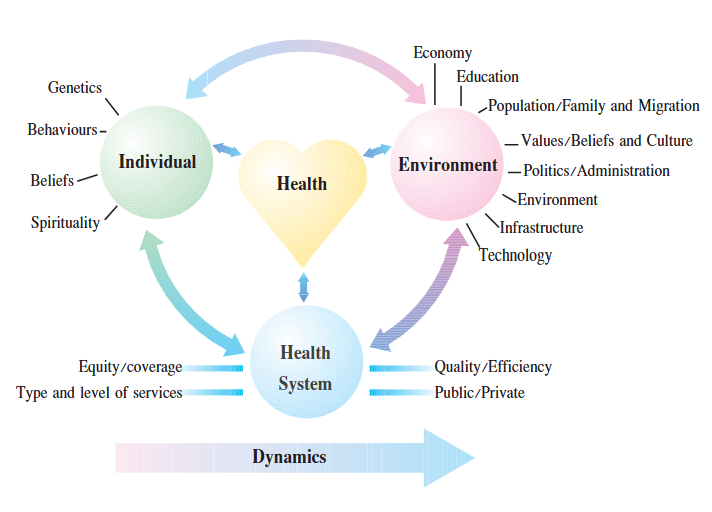 Economy
Education
Genetics
Population/Family and Migration
Behaviours
Values/Beliefs and Culture
Individual
Health
Environment
Politics/Administration
Beliefs
Environment
Spirituality
Infrastructure
Technology
Health
System
Equity/coverage
Quality/Efficiency
Type and level of services
Public/Private
Dynamics